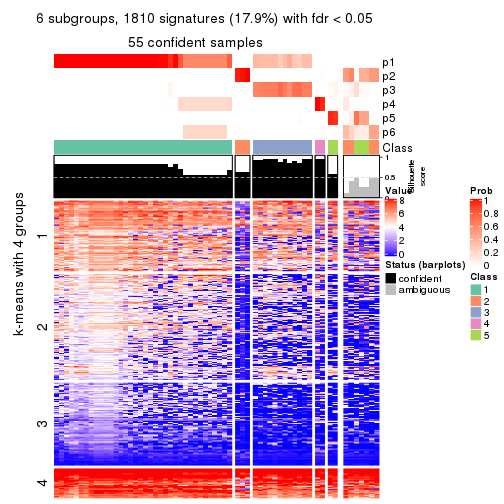 6 subgroups, 1810 signatures (17.9%) with fdr < 0.05
55 confident samples
p1
p2
p3
p4
p5
p6
Class
1
0.5
0
Silhouette
score
k-means with 4 groups
1
2
3
4
Value
8
6
4
2
0
Status (barplots)
confident
ambiguous
Prob
1
0.8
0.6
0.4
0.2
0
Class
1
2
3
4
5